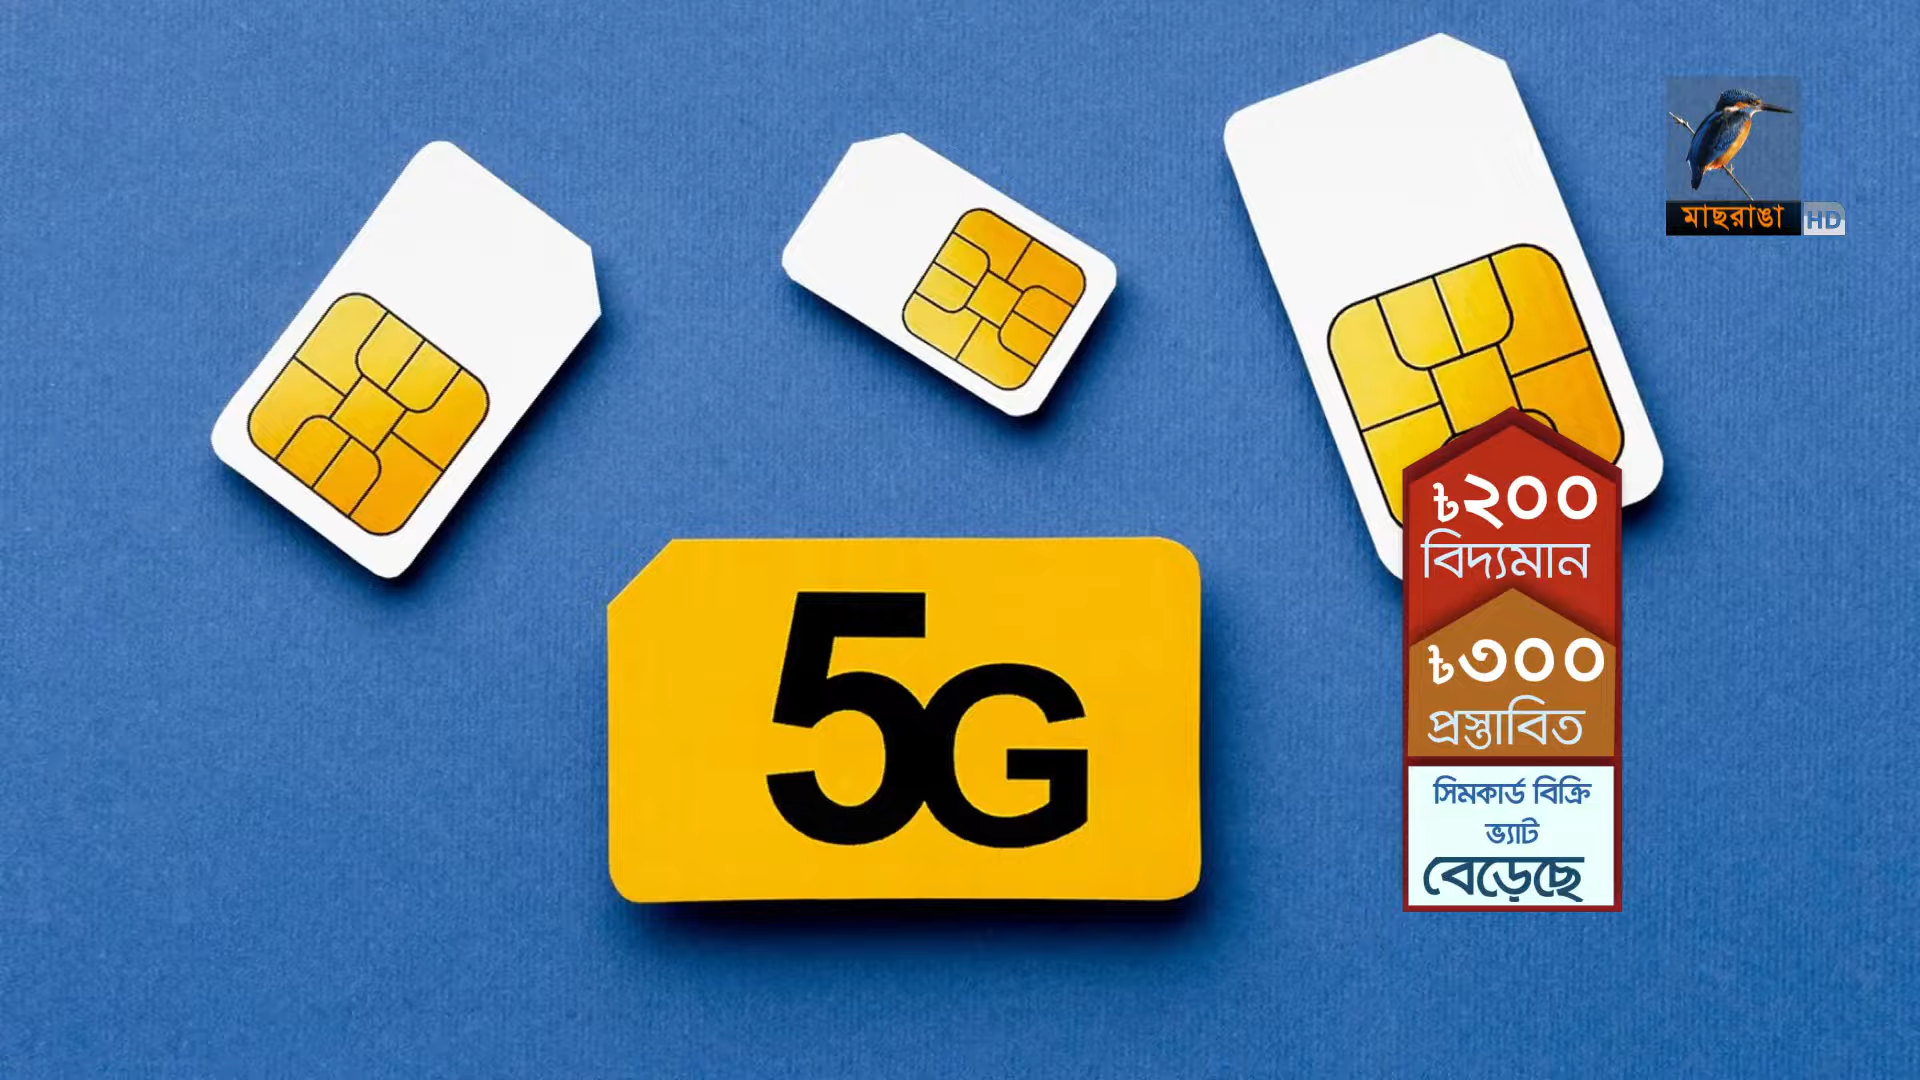 মাছরাঙা HD
5G
৳২০০
বিদ্যমান
৳৩০০
প্রস্তাবিত
সিমকার্ড বিক্রি
ভ্যাট
বেড়েছে